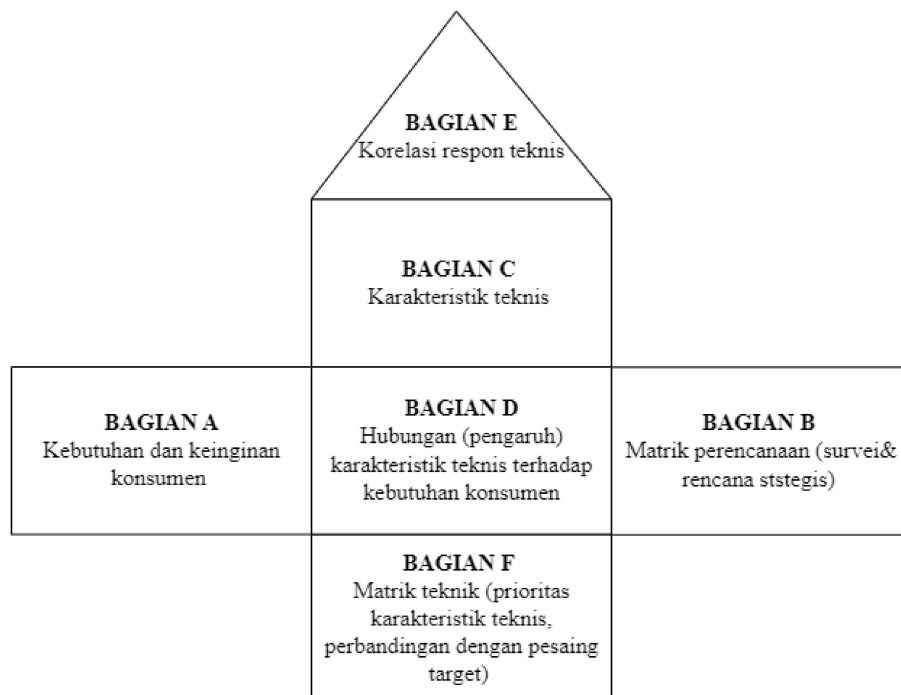 BAGIAN E
Korelasi respon teknis
BAGIAN C
Karakteristik teknis
BAGIAN A
Kebutuhan dan keinginan
konsumen
BAGIAN D
Hubungan (pengaruh)
karakteristik teknis terhadap
kebutuhan konsumen
BAGIAN B
Matrik perencanaan (survei&
rencana ststegis)
BAGIAN F
Matrik teknik (prioritas
karakteristik teknis,
perbandingan dengan pesaing
target)